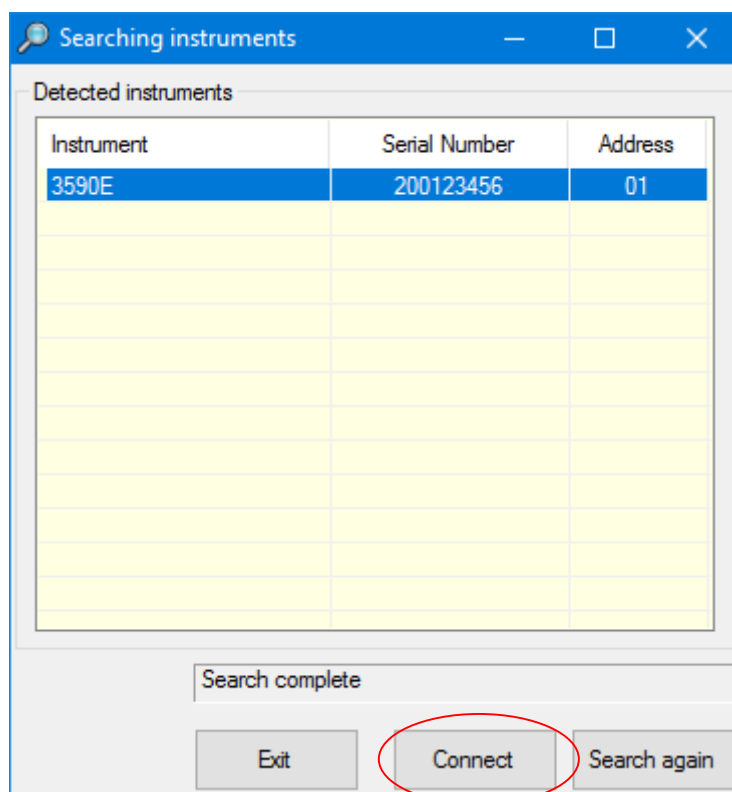 Searching instruments
Detected instruments
Instrument Serial Number Address
3590E 200123456 01
Search complete
Exit Connect Search again